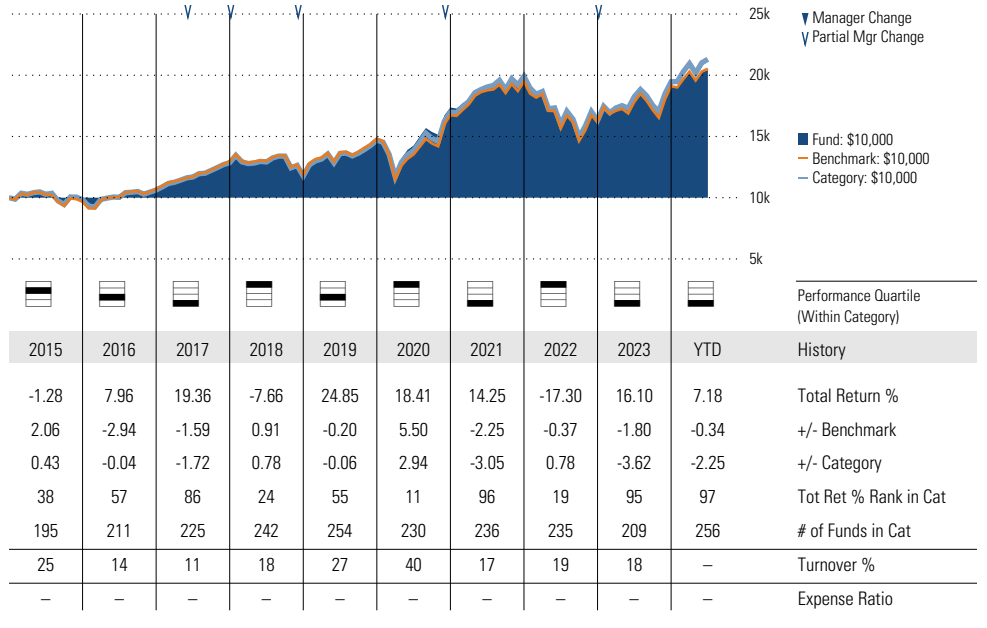 25k
Manager Change
Partial Mgr Change
20k
15k
Fund: $10,000
Benchmark: $10,000
Category: $10,000
10k
5k
Performance Quartile
(Within Category)
2015 2016 2017 2018 2019 2020 2021 2022 2023 YTD History
-1.28 7.96 19.36 -7.66 24.85 18.41 14.25 -17.30 16.10 7.18 Total Return %
2.06 -2.94 -1.59 0.91 -0.20 5.50 -2.25 -0.37 -1.80 -0.34 +/- Benchmark
0.43 -0.04 -1.72 0.78 -0.06 2.94 -3.05 0.78 -3.62 -2.25 +/- Category
38 57 86 24 55 11 96 19 95 97 Tot Ret % Rank in Cat
195 211 225 242 254 230 236 235 209 256 # of Funds in Cat
25 14 11 18 27 40 17 19 18 – Turnover %
– – – – – – – – – – Expense Ratio